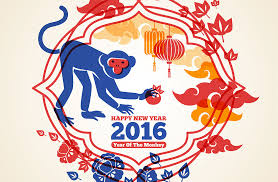 HAPPY NEW YEAR
2016
Year Of The Monkey